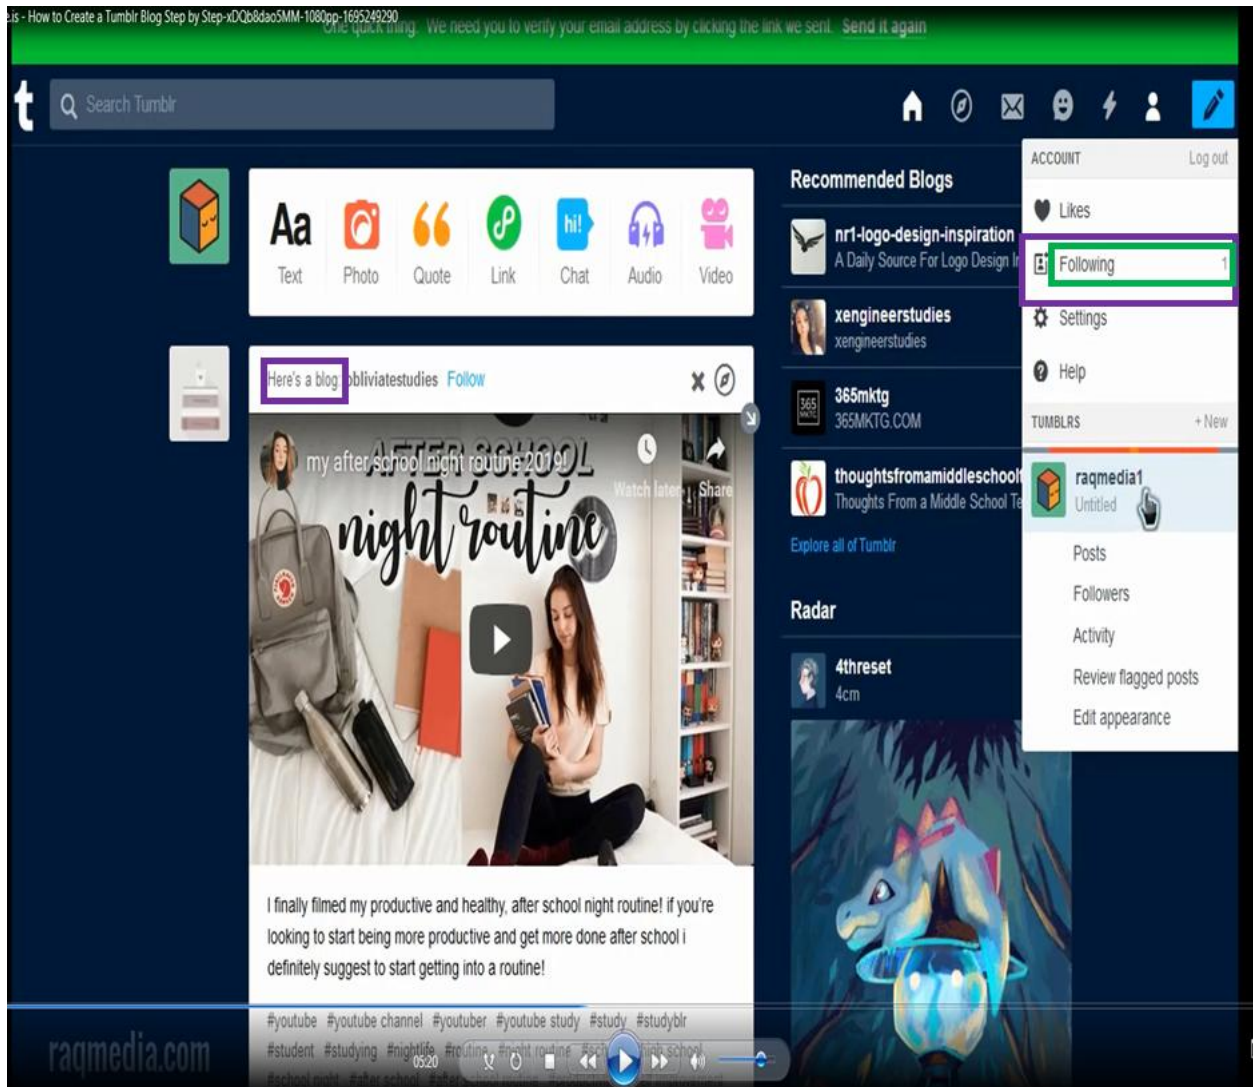 e.is - How to Create a Tumblr Blog Step by Step-xDQb8dao5MM-1080pp-1695249290
One quick thing. We need you to verify your email address by clicking the link we sent. Send it again
t
Search Tumblr
ACCOUNT
Log out
Likes
Following 1
Settings
Help
TUMBLRS
+ New
raqmedia1
Untitled
Posts
Followers
Activity
Review flagged posts
Edit appearance
Aa
hi!
Text
Photo
Quote
Link
Chat
Audio
Video
Here's a blog: obliviatestudies Follow
my after school night routine 2019!
AFTER SCHOOL
night routine
Watch later
Share
I finally filmed my productive and healthy, after school night routine! if you're
looking to start being more productive and get more done after school i
definitely suggest to start getting into a routine!
#youtube #youtube channel #youtuber #youtube study #study #studyblr
#student #studying #nightlife #routine #night routine
Recommended Blogs
nr1-logo-design-inspiration
A Daily Source For Logo Design
xengineerstudies
xengineerstudies
365
MKTG
365mktg
365MKTG.COM
thoughtsfromamiddleschoolt
Thoughts From a Middle School Te
Explore all of Tumblr
Radar
4threset
4cm
raqmedia.com
05:20